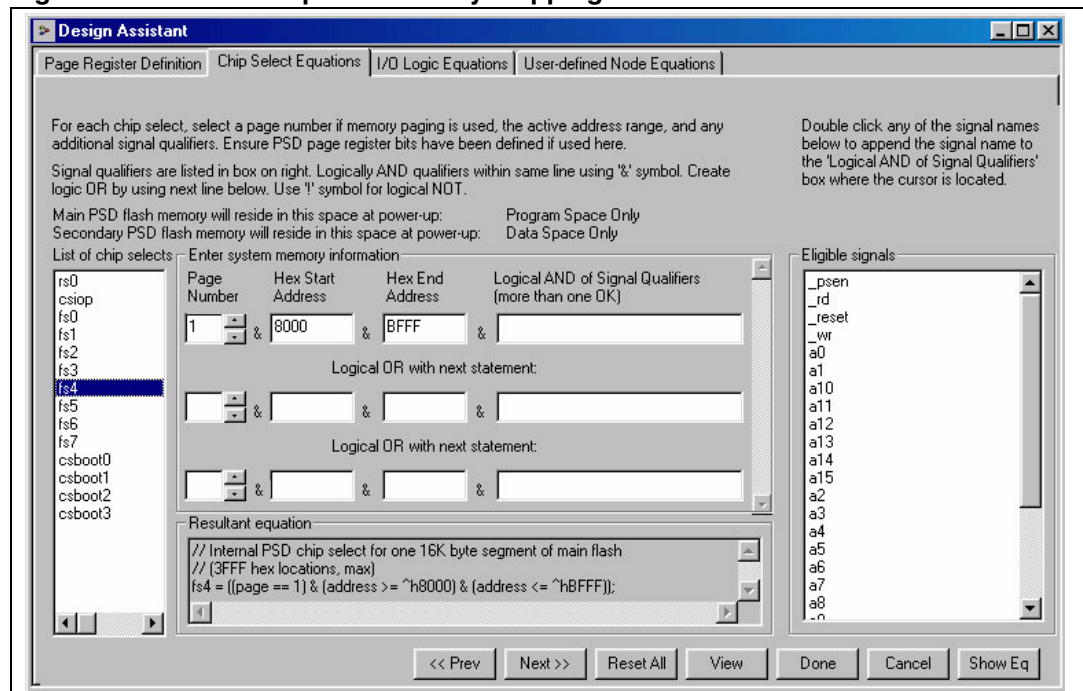 Design Assistant
Page Register Definition Chip Select Equations I/O Logic Equations User-defined Node Equations
For each chip select, select a page number if memory paging is used, the active address range, and any
additional signal qualifiers. Ensure PSD page register bits have been defined if used here.
Signal qualifiers are listed in box on right. Logically AND qualifiers within same line using '&' symbol. Create
logic OR by using next line below. Use '!' symbol for logical NOT.
Main PSD flash memory will reside in this space at power-up: Program Space Only
Secondary PSD flash memory will reside in this space at power-up: Data Space Only
Double click any of the signal names
below to append the signal name to
the 'Logical AND of Signal Qualifiers'
box where the cursor is located.
List of chip selects
rs0
csiop
fs0
fs1
fs2
fs3
fs4
fs5
fs6
fs7
csboot0
csboot1
csboot2
csboot3
Enter system memory information
Page Number
Hex Start Address
Hex End Address
Logical AND of Signal Qualifiers
(more than one OK)
1 & 8000 & BFFF &
Logical OR with next statement:
& & &
Logical OR with next statement:
& & &
Resultant equation
// Internal PSD chip select for one 16K byte segment of main flash
// (3FFF hex locations, max)
fs4 = ((page == 1) & (address >= ^h8000) & (address <= ^hBFFF));
Eligible signals
_psen
_rd
_reset
_wr
a0
a1
a10
a11
a12
a13
a14
a15
a2
a3
a4
a5
a6
a7
a8
<< Prev Next >> Reset All View Done Cancel Show Eq